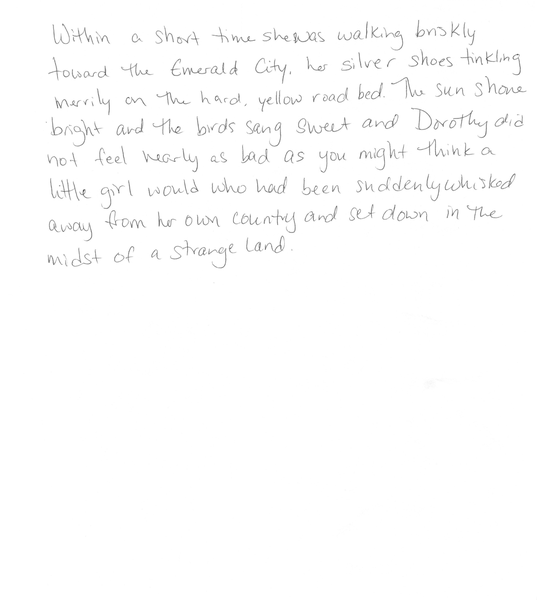 Within a short time she was walking briskly
toward the Emerald City, her silver shoes tinkling
merrily on the hard, yellow road bed. The sun shone
bright and the birds sang sweet and Dorothy did
not feel nearly as bad as you might think a
little girl would who had been suddenly whisked
away from her own country and set down in the
midst of a strange land.